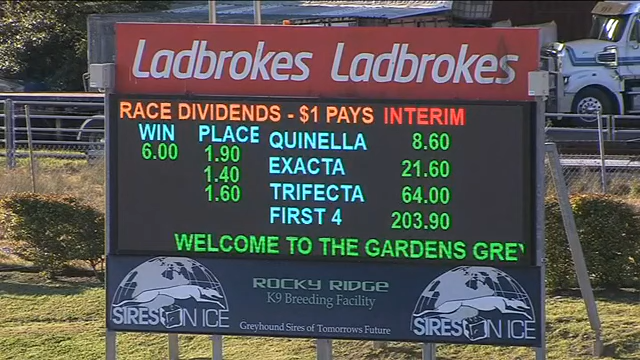 Ladbrokes Ladbrokes
RACE DIVIDENDS - $1 PAYS INTERIM
WIN PLACE QUINELLA 8.60
6.00 1.90
EXACTA 21.60
1.40
TRIFECTA 64.00
1.60
FIRST 4 203.90
WELCOME TO THE GARDENS GREY
SIRES ON ICE
ROCKY RIDGE
K9 Breeding Facility
Greyhound Sires of Tomorrows Future
SIRES ON ICE